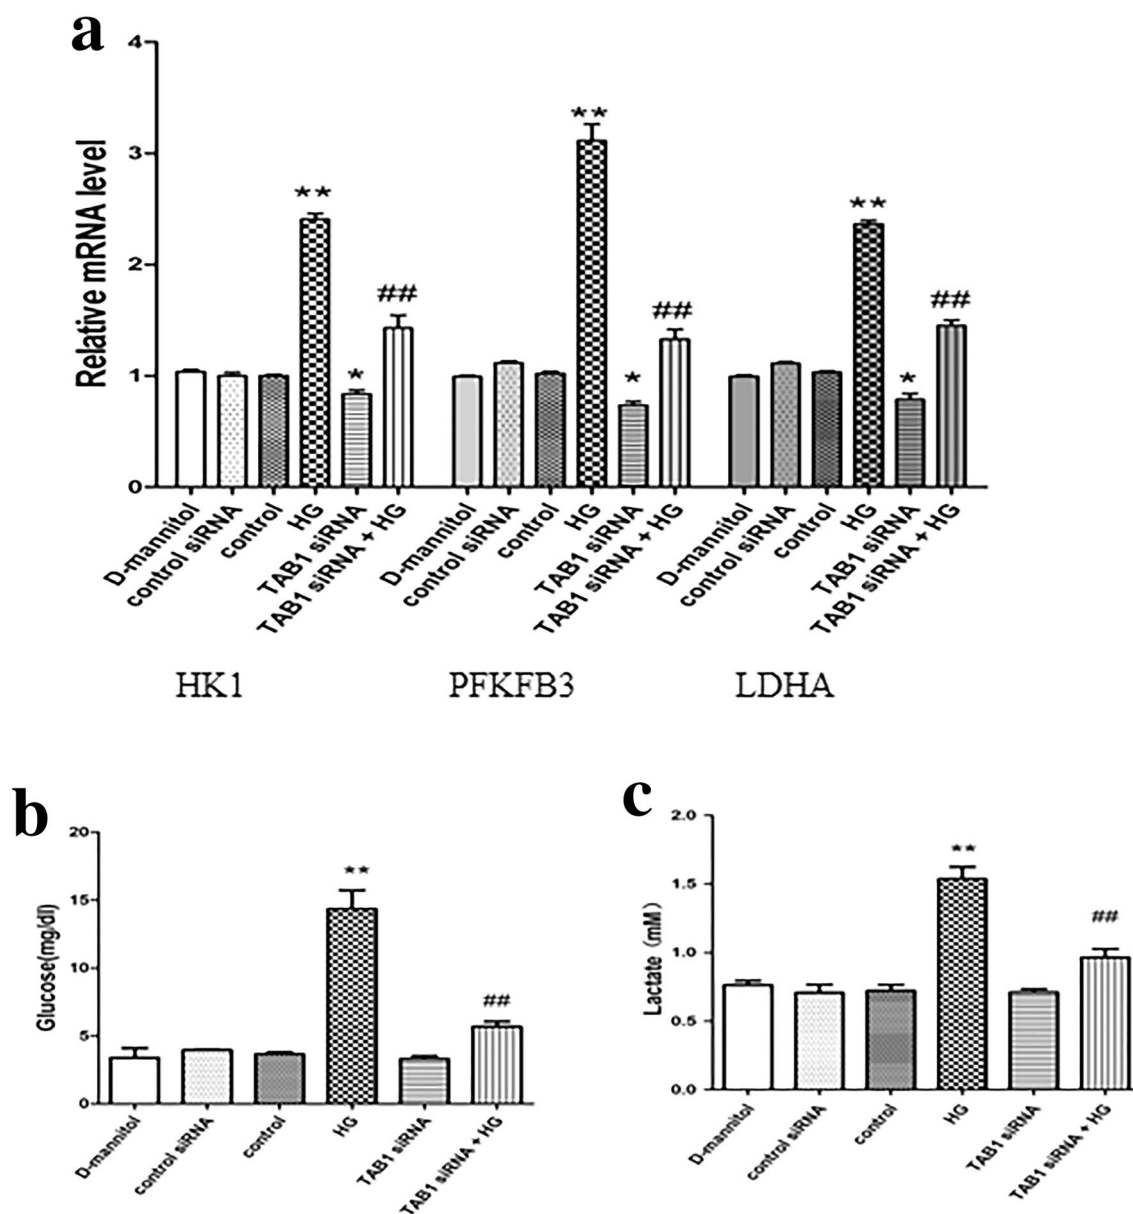 a
Relative mRNA level
4
3
2
1
0
**
*
##
**
*
##
**
*
##
D-mannitol
control siRNA
control
HG
TAB1 siRNA
TAB1 siRNA + HG
D-mannitol
control siRNA
control
HG
TAB1 siRNA
TAB1 siRNA + HG
D-mannitol
control siRNA
control
HG
TAB1 siRNA
TAB1 siRNA + HG
HK1 PFKFB3 LDHA
b
Glucose(mg/dl)
20
15
10
5
0
**
##
D-mannitol
control siRNA
control
HG
TAB1 siRNA
TAB1 siRNA + HG
c
Lactate (mM)
2.0
1.5
1.0
0.5
0.0
**
##
D-mannitol
control siRNA
control
HG
TAB1 siRNA
TAB1 siRNA + HG